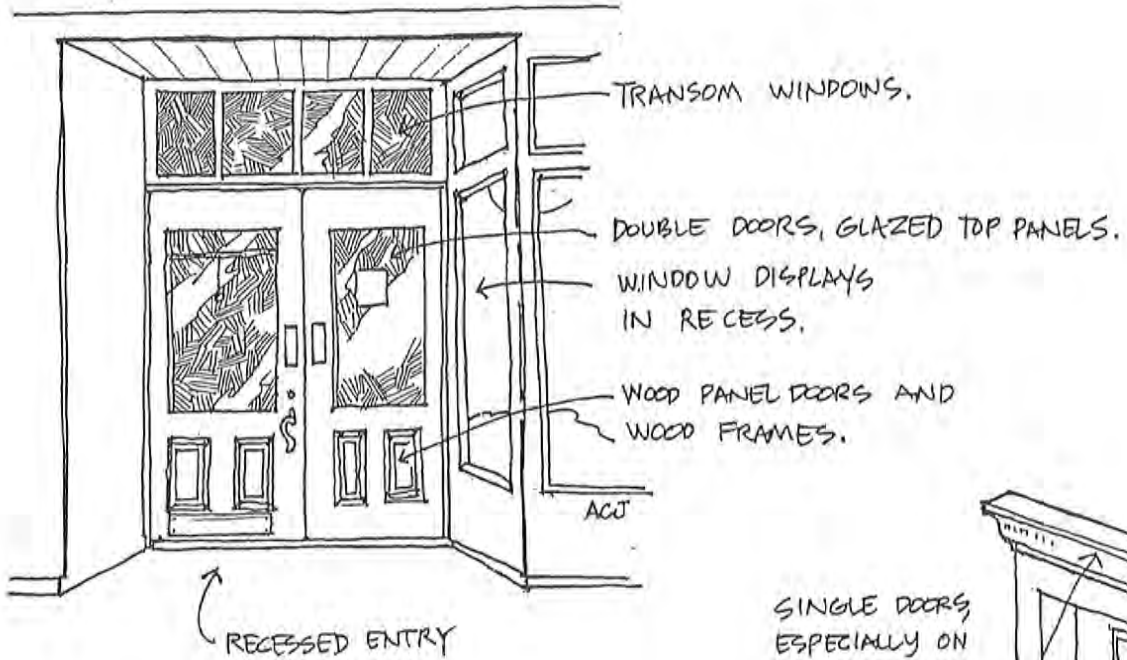 TRANSOM WINDOWS.
DOUBLE DOORS, GLAZED TOP PANELS.
WINDOW DISPLAYS
IN RECESS.
WOOD PANEL DOORS AND
WOOD FRAMES.
ACJ
RECESSED ENTRY
SINGLE DOORS,
ESPECIALLY ON